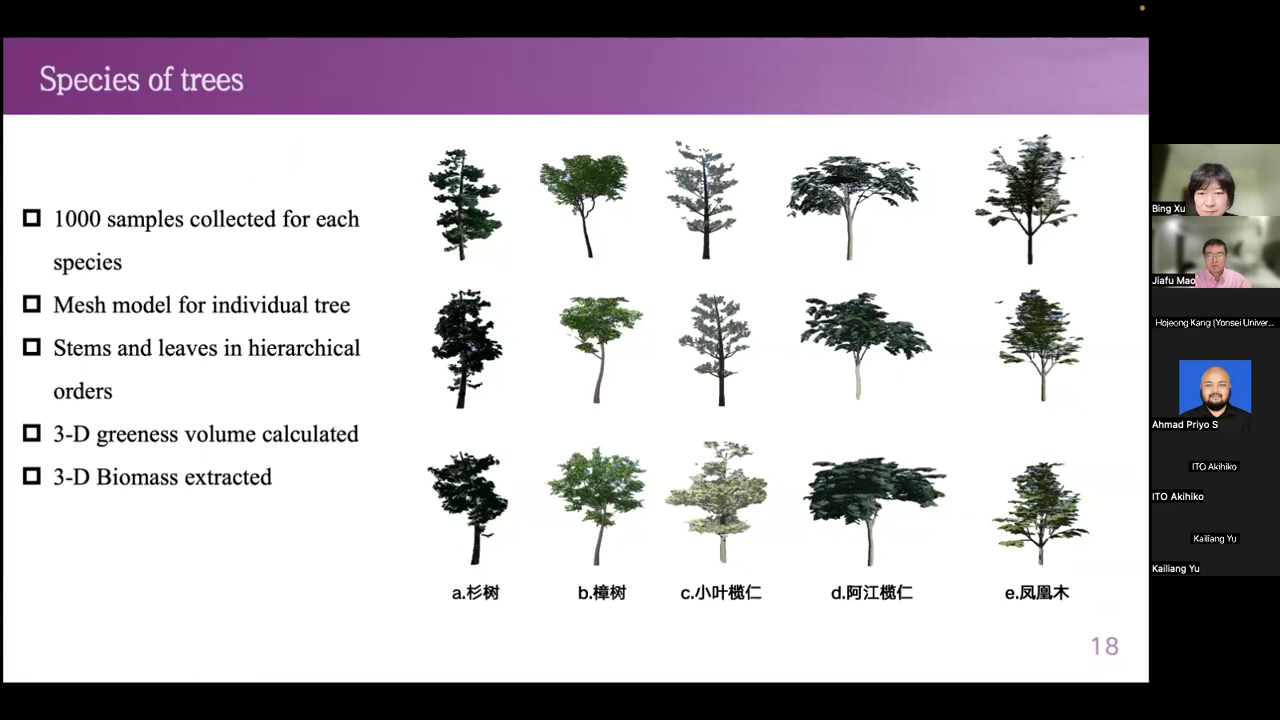 Species of trees
1000 samples collected for each
species
Mesh model for individual tree
Stems and leaves in hierarchical
orders
3-D greeness volume calculated
3-D Biomass extracted
a.杉树
b.樟树
c.小叶榄仁
d.阿江榄仁
e.凤凰木
18
Bing Xu
Jiafu Mao
Hojeong Kang (Yonsei Univer...
Ahmad Priyo S
ITO Akihiko
ITO Akihiko
Kailiang Yu
Kailiang Yu